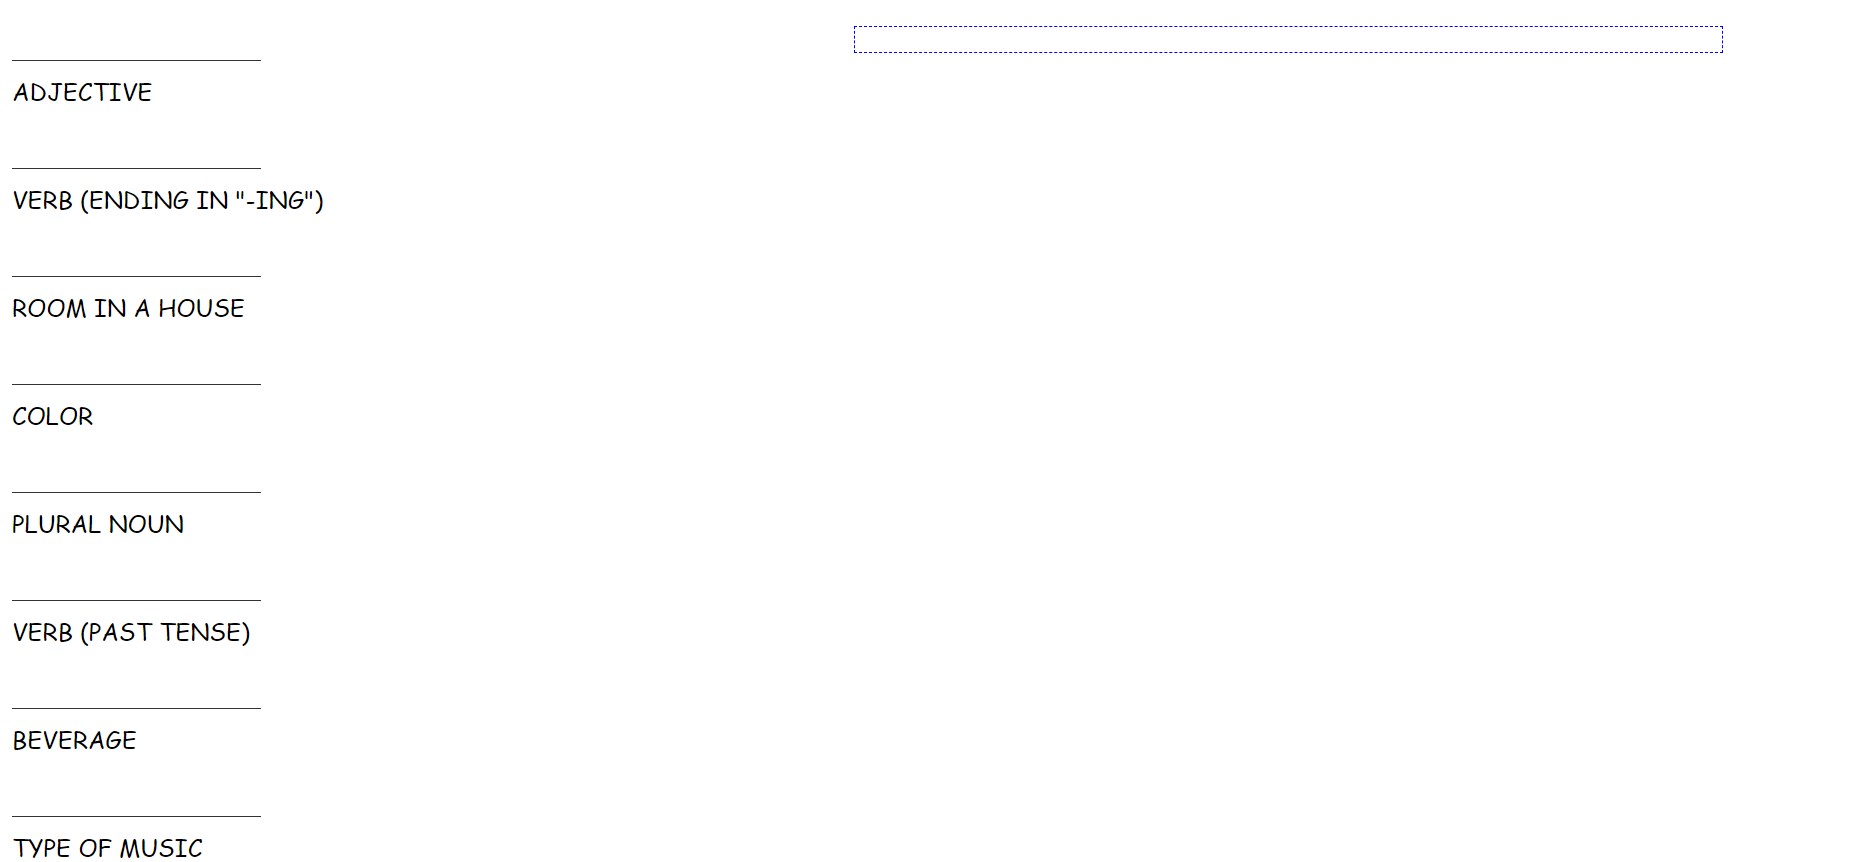 ADJECTIVE
VERB (ENDING IN "-ING")
ROOM IN A HOUSE
COLOR
PLURAL NOUN
VERB (PAST TENSE)
BEVERAGE
TYPE OF MUSIC